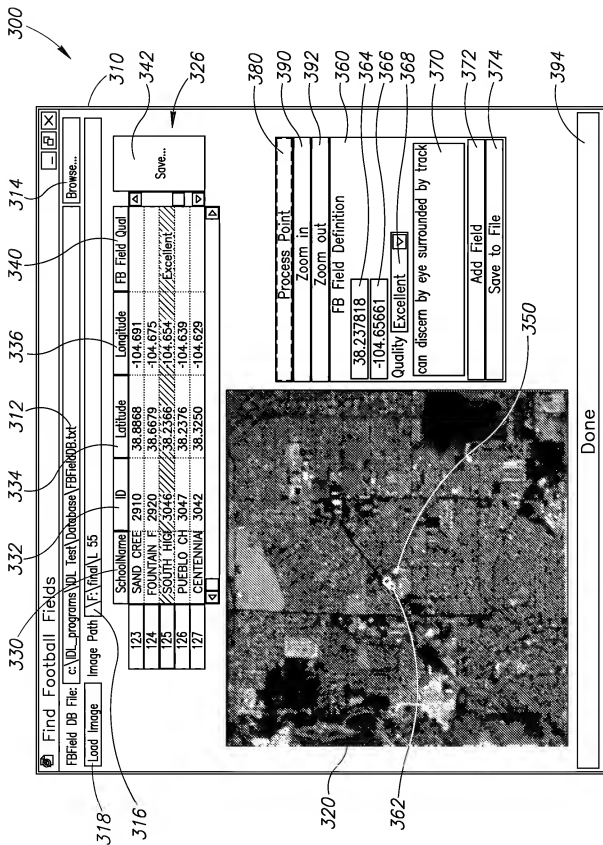 300
310
Find Football Fields
FBField DB File: c:\IDL_programs\IDL Test\Database\FBFieldDB.txt Browse...
Load Image Image Path F:\final\L 55
312
314
316
318
330
332
334
336
340
342
326
SchoolName ID Latitude Longitude FB Field Qual
123 SAND CREE 2910 38.8868 -104.691
124 FOUNTAIN F 2920 38.6679 -104.675
125 SOUTH HIG 3046 38.2366 -104.654 Excellent
126 PUEBLO CH 3047 38.2376 -104.639
127 CENTENNIA 3042 38.3250 -104.629
Save...
320
362
350
Process Point
Zoom in
Zoom out
FB Field Definition
38.237818
-104.65661
Quality Excellent
can discern by eye surrounded by track
Add Field
Save to File
380
390
392
360
364
366
368
370
372
374
394
Done